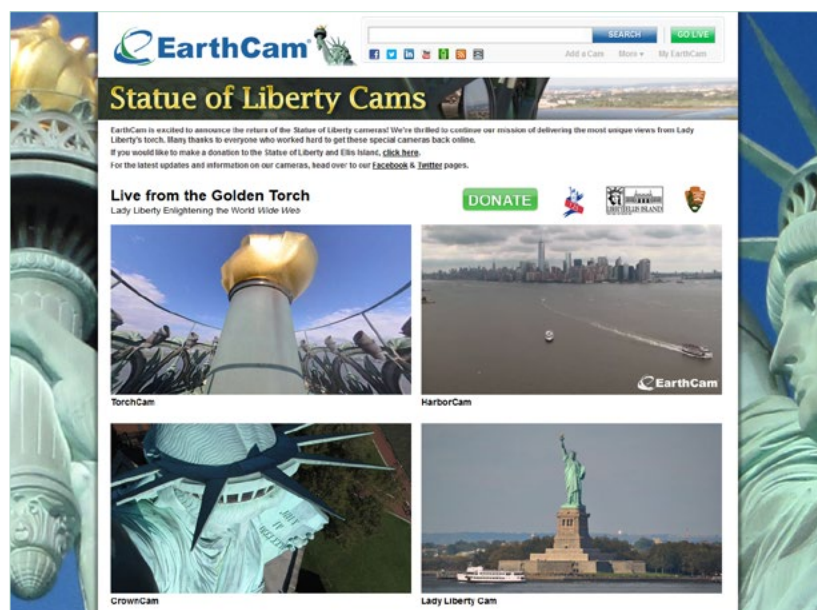 EarthCam
SEARCH
GO LIVE
Add a Cam More ▾ My EarthCam
Statue of Liberty Cams
EarthCam is excited to announce the return of the Statue of Liberty cameras! We're thrilled to continue our mission of delivering the most unique views from Lady
Liberty's torch. Many thanks to everyone who worked hard to get these special cameras back online.
If you would like to make a donation to the Statue of Liberty and Ellis Island, click here.
For the latest updates and information on our cameras, head over to our Facebook & Twitter pages.
Live from the Golden Torch
Lady Liberty Enlightening the World Wide Web
DONATE
ELLIS ISLAND
EarthCam
TorchCam
HarborCam
CrownCam
Lady Liberty Cam